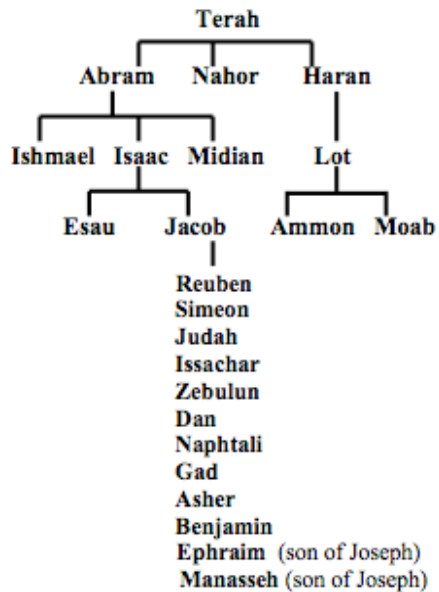 Terah
Abram Nahor Haran
Ishmael Isaac Midian Lot
Esau Jacob Ammon Moab
Reuben
Simeon
Judah
Issachar
Zebulun
Dan
Naphtali
Gad
Asher
Benjamin
Ephraim (son of Joseph)
Manasseh (son of Joseph)